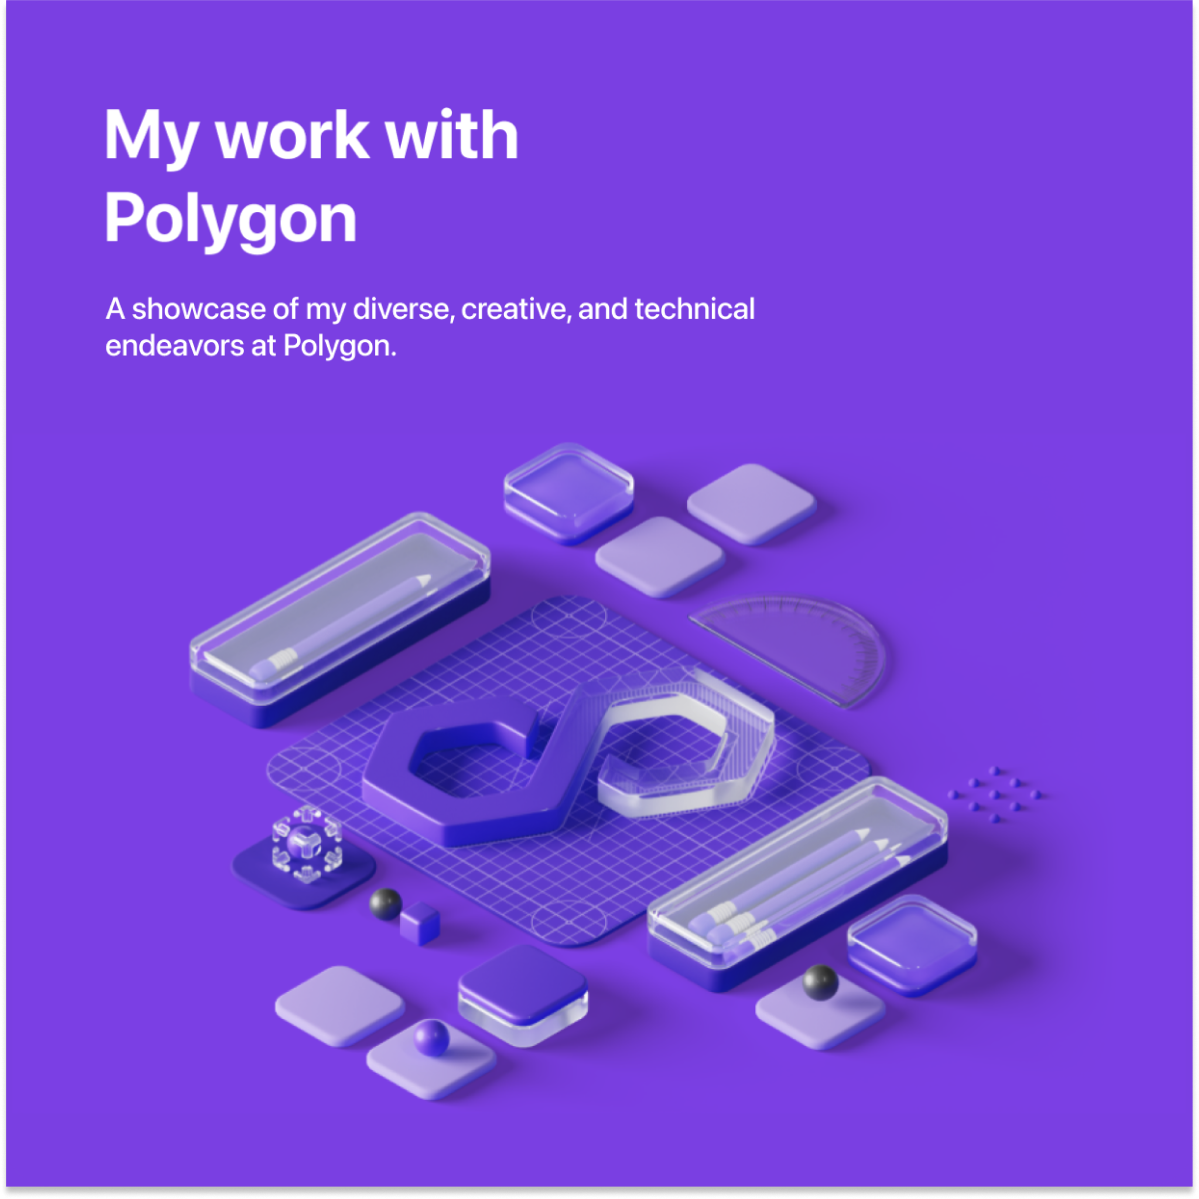 My work with
Polygon
A showcase of my diverse, creative, and technical
endeavors at Polygon.